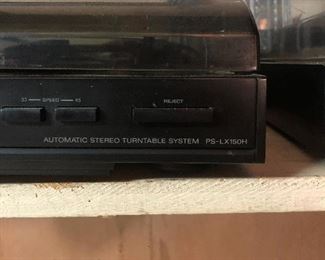 33 — SPEED — 45
REJECT
AUTOMATIC STEREO TURNTABLE SYSTEM PS-LX150H